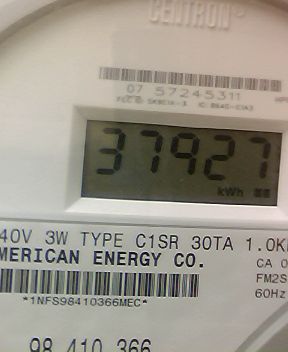 CENTRON
07 57245311
37927
kWh
40V 3W TYPE C1SR 30TA 1.0K
MERICAN ENERGY CO.
CA 0
FM2S
60Hz
*1NFS98410366MEC*
98 410 366